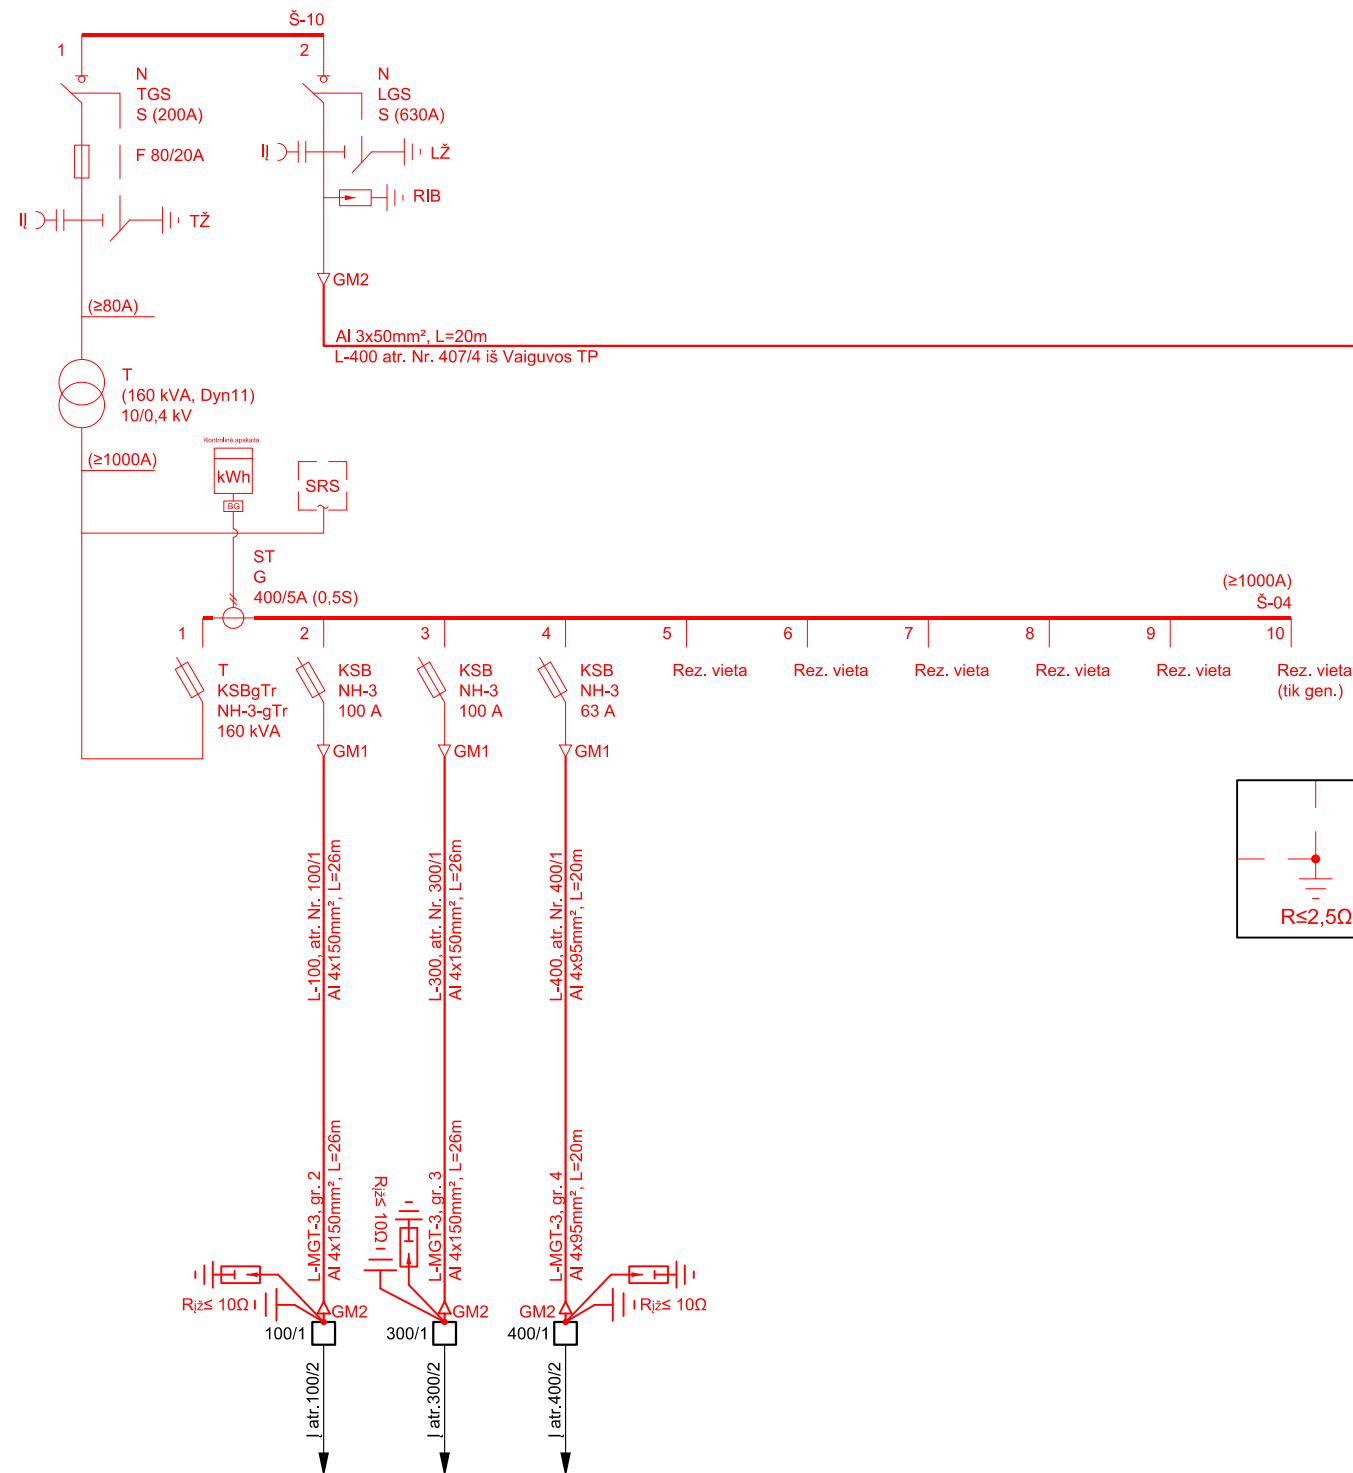 Š-10
1
2
N
TGS
S (200A)
N
LGS
S (630A)
F 80/20A
IĮ
LŽ
RIB
IĮ
TŽ
GM2
(≥80A)
Al 3x50mm², L=20m
L-400 atr. Nr. 407/4 iš Vaiguvos TP
T
(160 kVA, Dyn11)
10/0,4 kV
Kontrolinė apskaita
kWh
BG
SRS
(≥1000A)
ST
G
400/5A (0,5S)
(≥1000A)
Š-04
1
2
3
4
5
6
7
8
9
10
T
KSBgTr
NH-3-gTr
160 kVA
KSB
NH-3
100 A
KSB
NH-3
100 A
KSB
NH-3
63 A
Rez. vieta
Rez. vieta
Rez. vieta
Rez. vieta
Rez. vieta
Rez. vieta
(tik gen.)
GM1
GM1
GM1
L-100, atr. Nr. 100/1
Al 4x150mm², L=26m
L-300, atr. Nr. 300/1
Al 4x150mm², L=26m
L-400, atr. Nr. 400/1
Al 4x95mm², L=20m
R≤2,5Ω
L-MGT-3, gr. 2
Al 4x150mm², L=26m
L-MGT-3, gr. 3
Al 4x150mm², L=26m
L-MGT-3, gr. 4
Al 4x95mm², L=20m
Rįž≤ 10Ω
Rįž≤ 10Ω
Rįž≤ 10Ω
GM2
GM2
GM2
100/1
300/1
400/1
Į atr.100/2
Į atr.300/2
Į atr.400/2